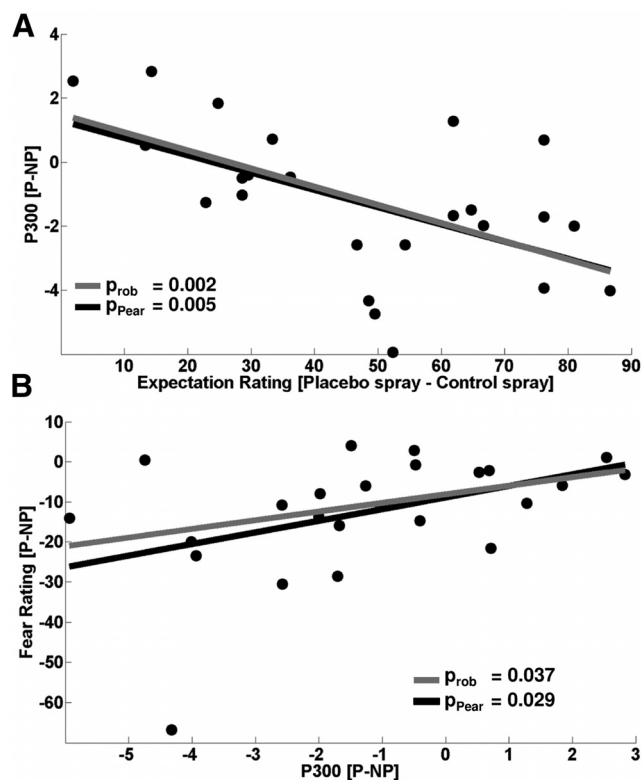 A
4
2
0
-2
-4
P300 [P-NP]
p_rob = 0.002
p_Pear = 0.005
10 20 30 40 50 60 70 80 90
Expectation Rating [Placebo spray - Control spray]
B
10
0
-10
-20
-30
-40
-50
-60
Fear Rating [P-NP]
p_rob = 0.037
p_Pear = 0.029
-5 -4 -3 -2 -1 0 1 2 3
P300 [P-NP]